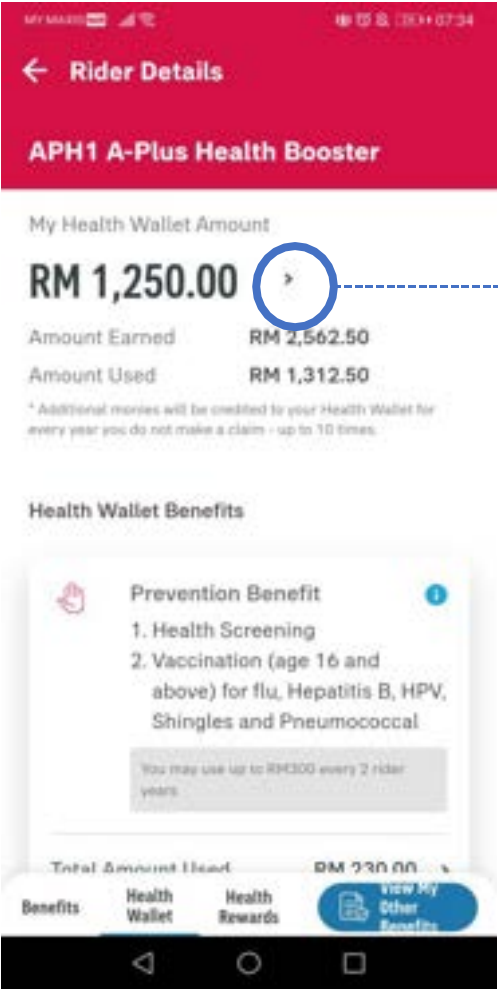 07:34
Rider Details
APH1 A-Plus Health Booster
My Health Wallet Amount
RM 1,250.00
Amount Earned RM 2,562.50
Amount Used RM 1,312.50
* Additional monies will be credited to your Health Wallet for
every year you do not make a claim - up to 10 times.
Health Wallet Benefits
Prevention Benefit
1. Health Screening
2. Vaccination (age 16 and
above) for flu, Hepatitis B, HPV,
Shingles and Pneumococcal
You may use up to RM300 every 2 rider
years
Total Amount Used RM 230.00
Benefits
Health
Wallet
Health
Rewards
View My
Other
Benefits